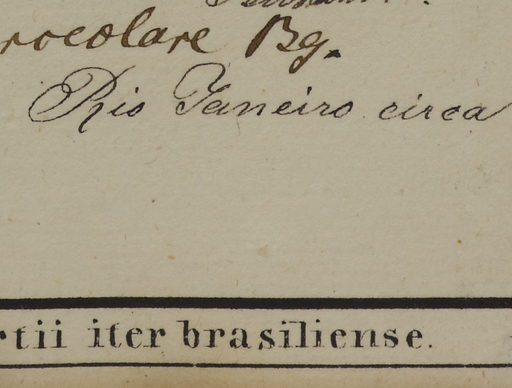 rocolare Bg.
Rio Janeiro circa
rtii iter brasiliense.